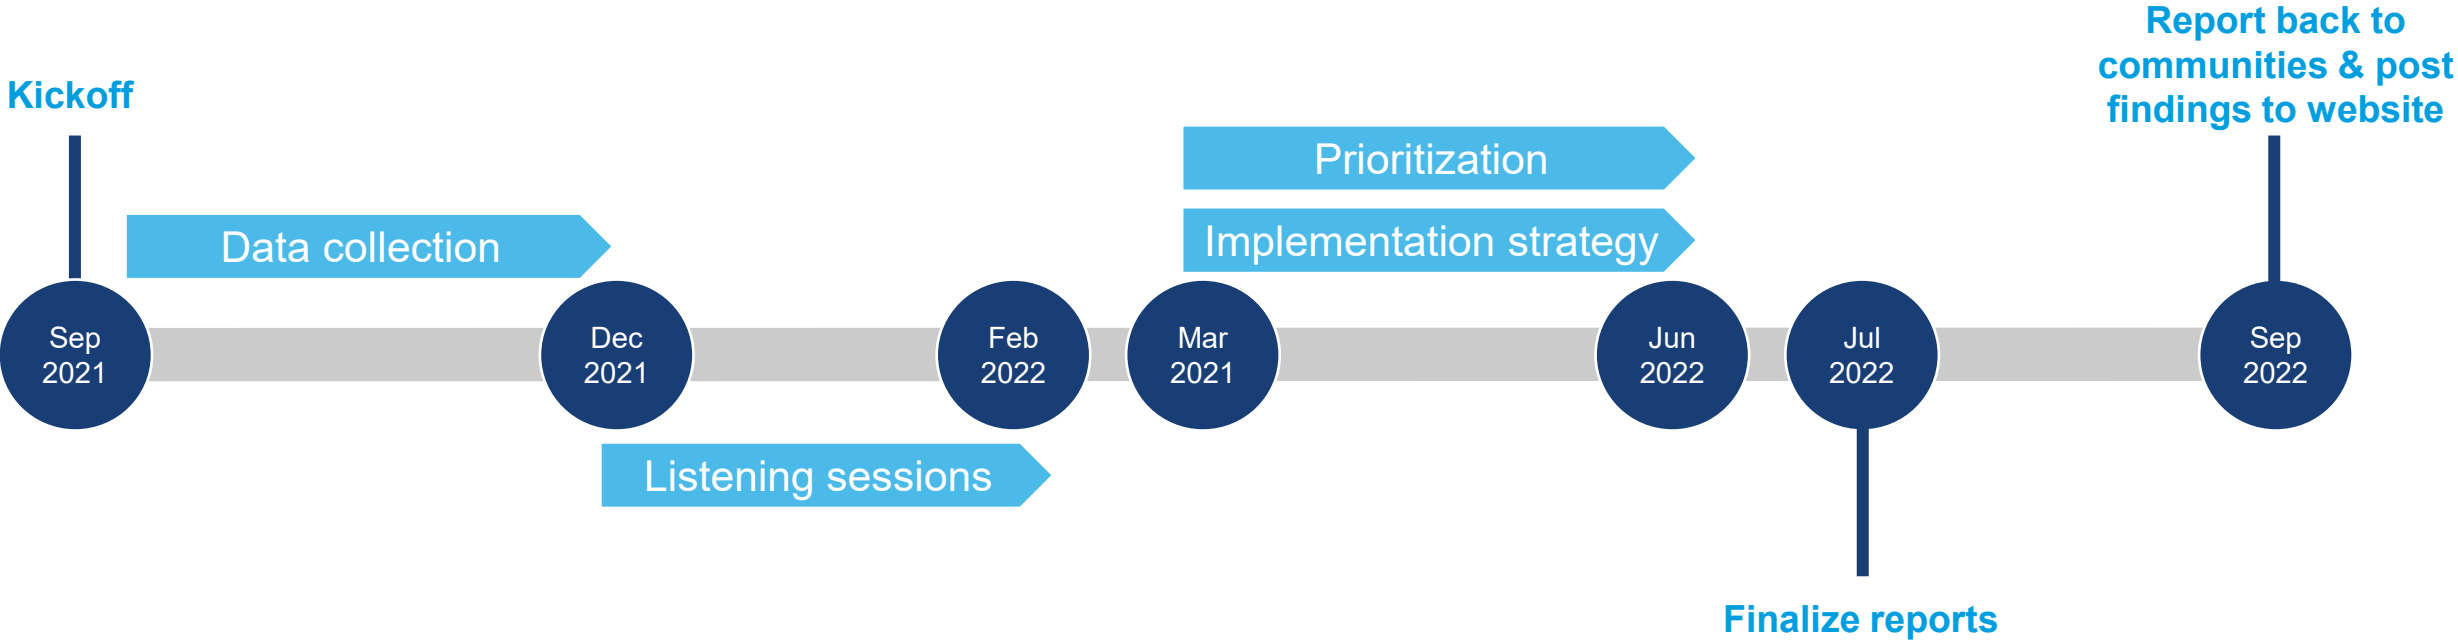 Report back to
communities & post
findings to website
Kickoff
Prioritization
Data collection
Implementation strategy
Sep
2021
Dec
2021
Feb
2022
Mar
2021
Jun
2022
Jul
2022
Sep
2022
Listening sessions
Finalize reports